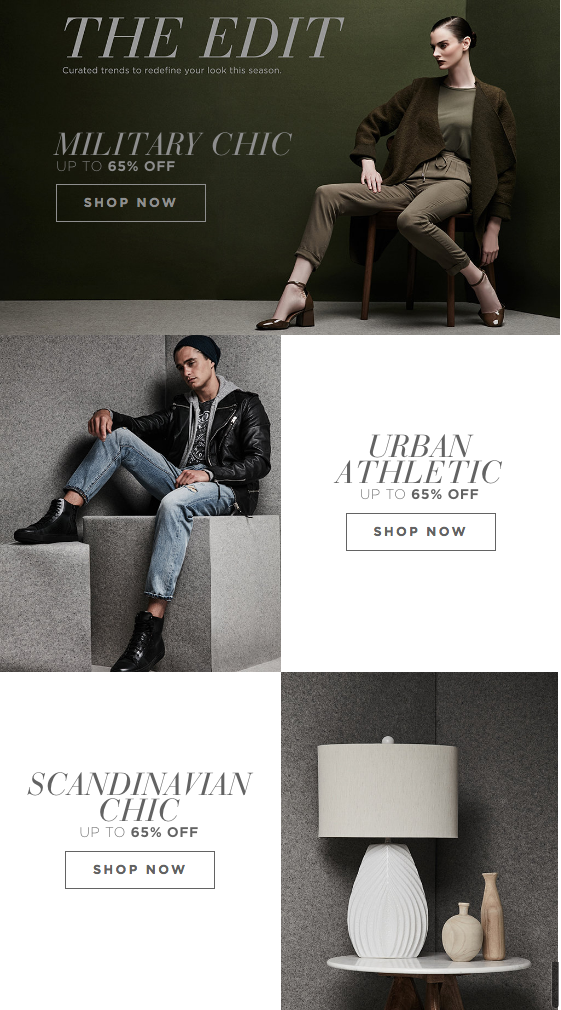 THE EDIT
Curated trends to redefine your look this season.
MILITARY CHIC
UP TO 65% OFF
SHOP NOW
URBAN
ATHLETIC
UP TO 65% OFF
SHOP NOW
SCANDINAVIAN
CHIC
UP TO 65% OFF
SHOP NOW